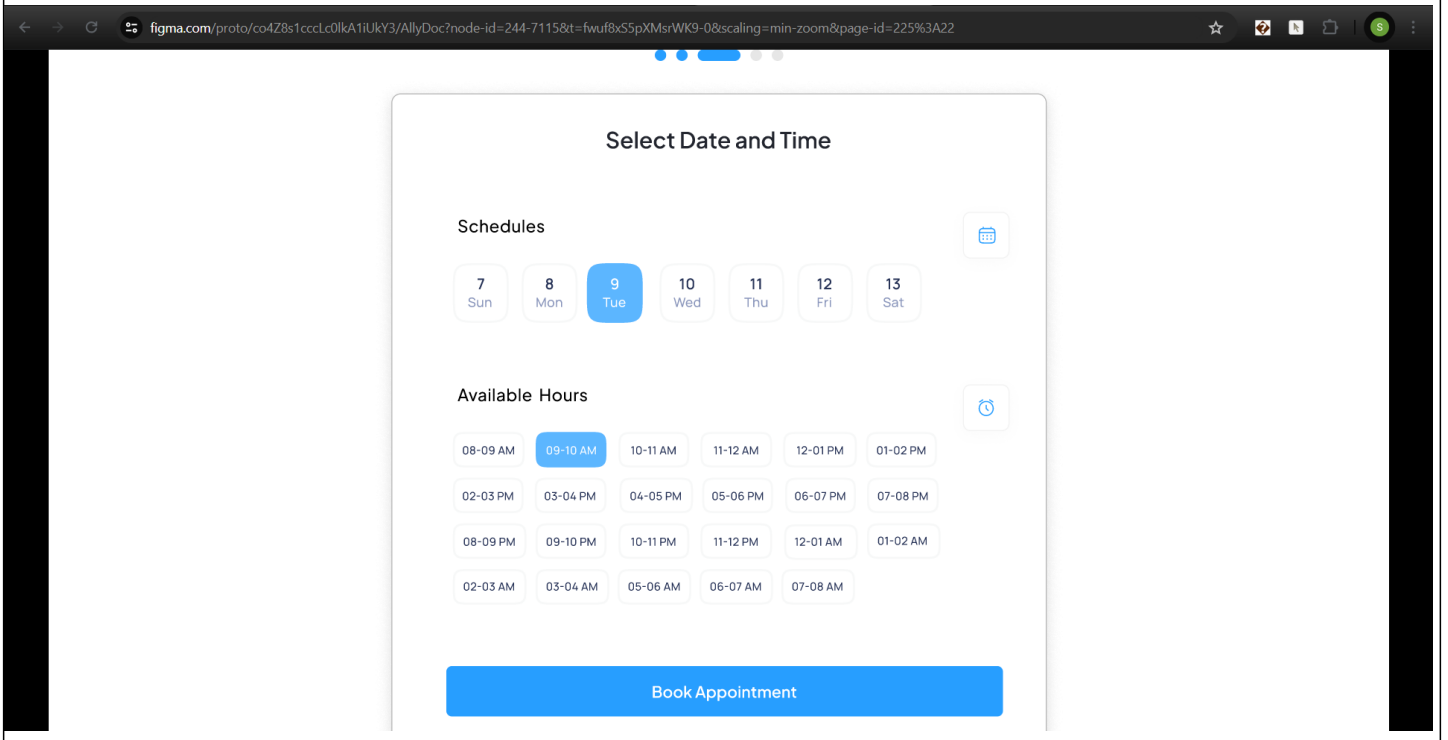 figma.com/proto/co4Z8s1cccLc0lkA1iUkY3/AllyDoc?node-id=244-7115&t=fwuf8xS5pXMsrWK9-0&scaling=min-zoom&page-id=225%3A22
S
Select Date and Time
Schedules
7 8 9 10 11 12 13
Sun Mon Tue Wed Thu Fri Sat
Available Hours
08-09 AM 09-10 AM 10-11 AM 11-12 AM 12-01 PM 01-02 PM
02-03 PM 03-04 PM 04-05 PM 05-06 PM 06-07 PM 07-08 PM
08-09 PM 09-10 PM 10-11 PM 11-12 PM 12-01 AM 01-02 AM
02-03 AM 03-04 AM 05-06 AM 06-07 AM 07-08 AM
Book Appointment